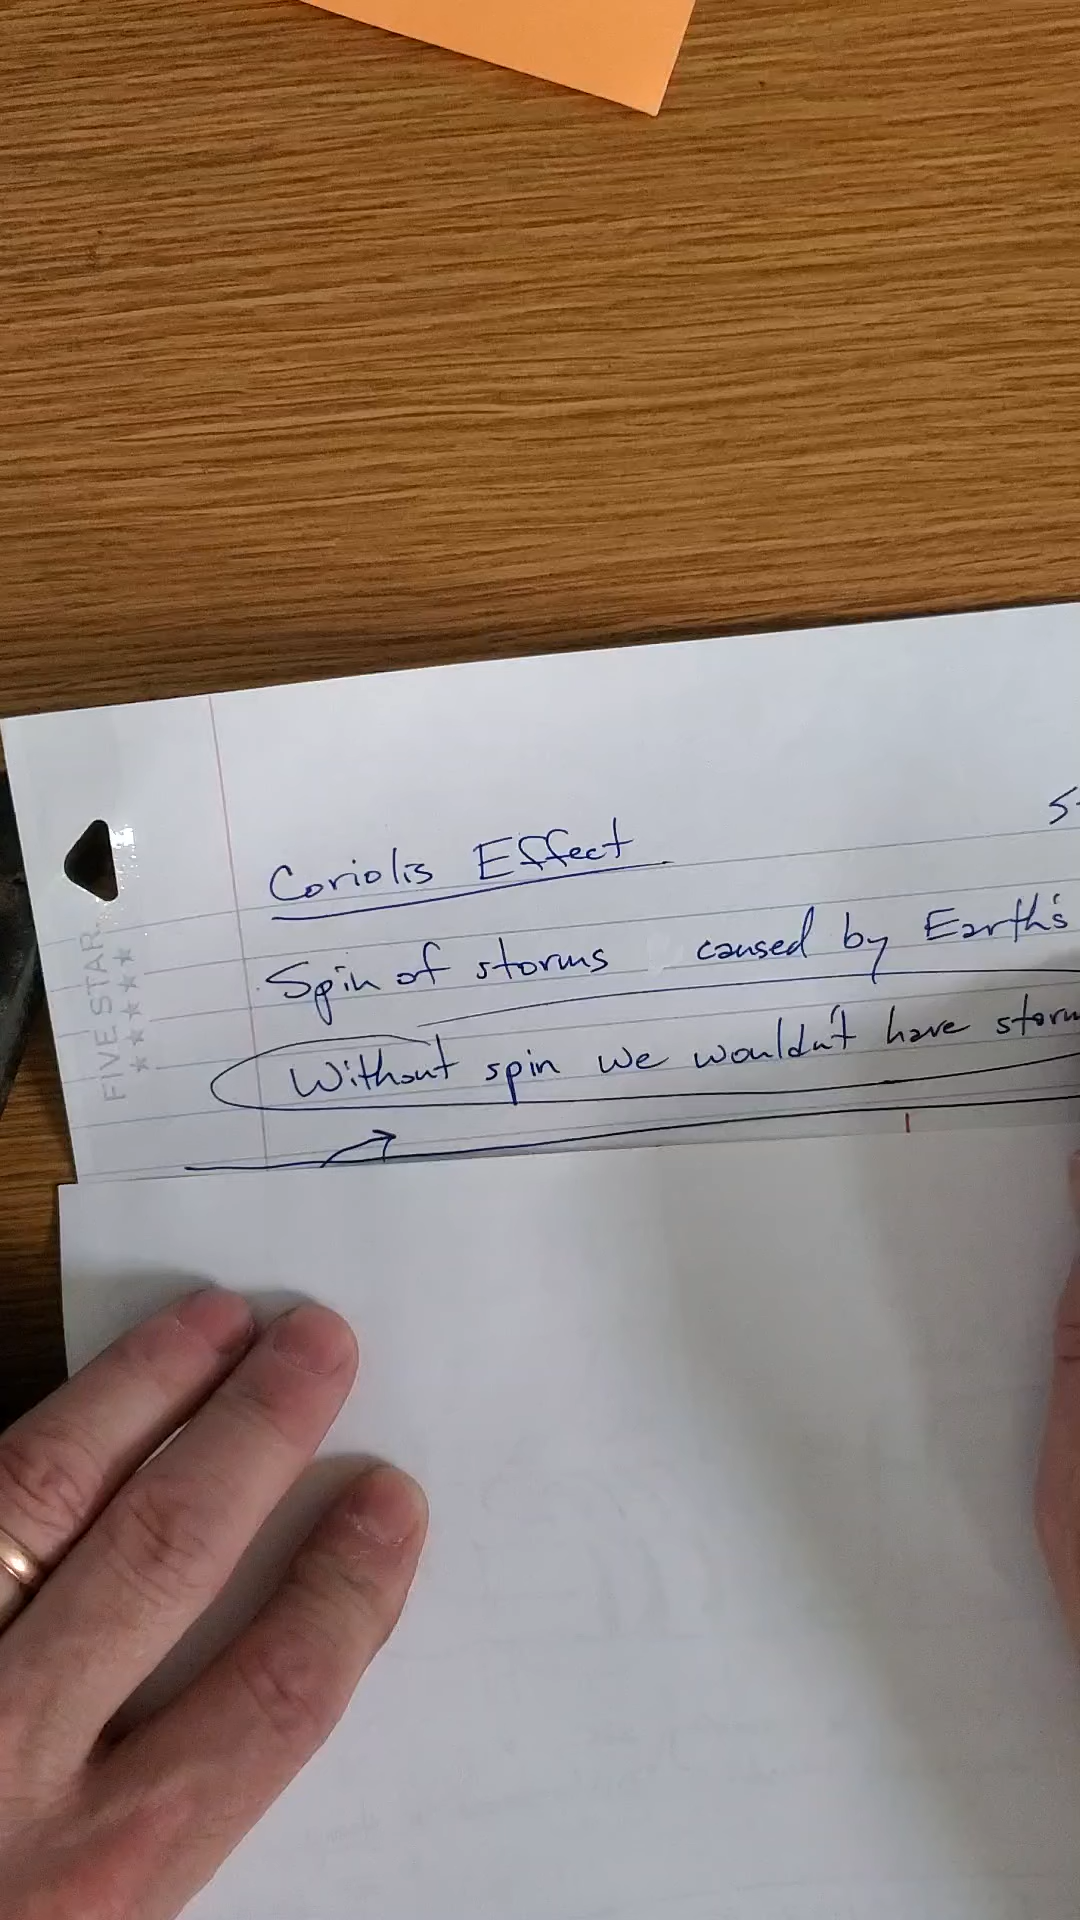 Coriolis Effect
Spin of storms caused by Earth's
Without spin we wouldn't have storm
FIVE STAR